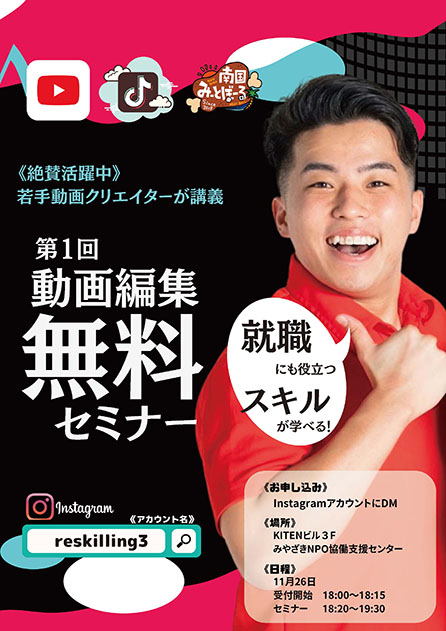 南国
みぃとぼーる
《絶賛活躍中》
若手動画クリエイターが講義
第1回
動画編集
無料
セミナー
就職
にも役立つ
スキル
が学べる!
Instagram
《アカウント名》
reskilling3
《お申し込み》
InstagramアカウントにDM
《場所》
KITENビル３F
みやざきNPO協働支援センター
《日程》
11月26日
受付開始 18:00〜18:15
セミナー 18:20〜19:30